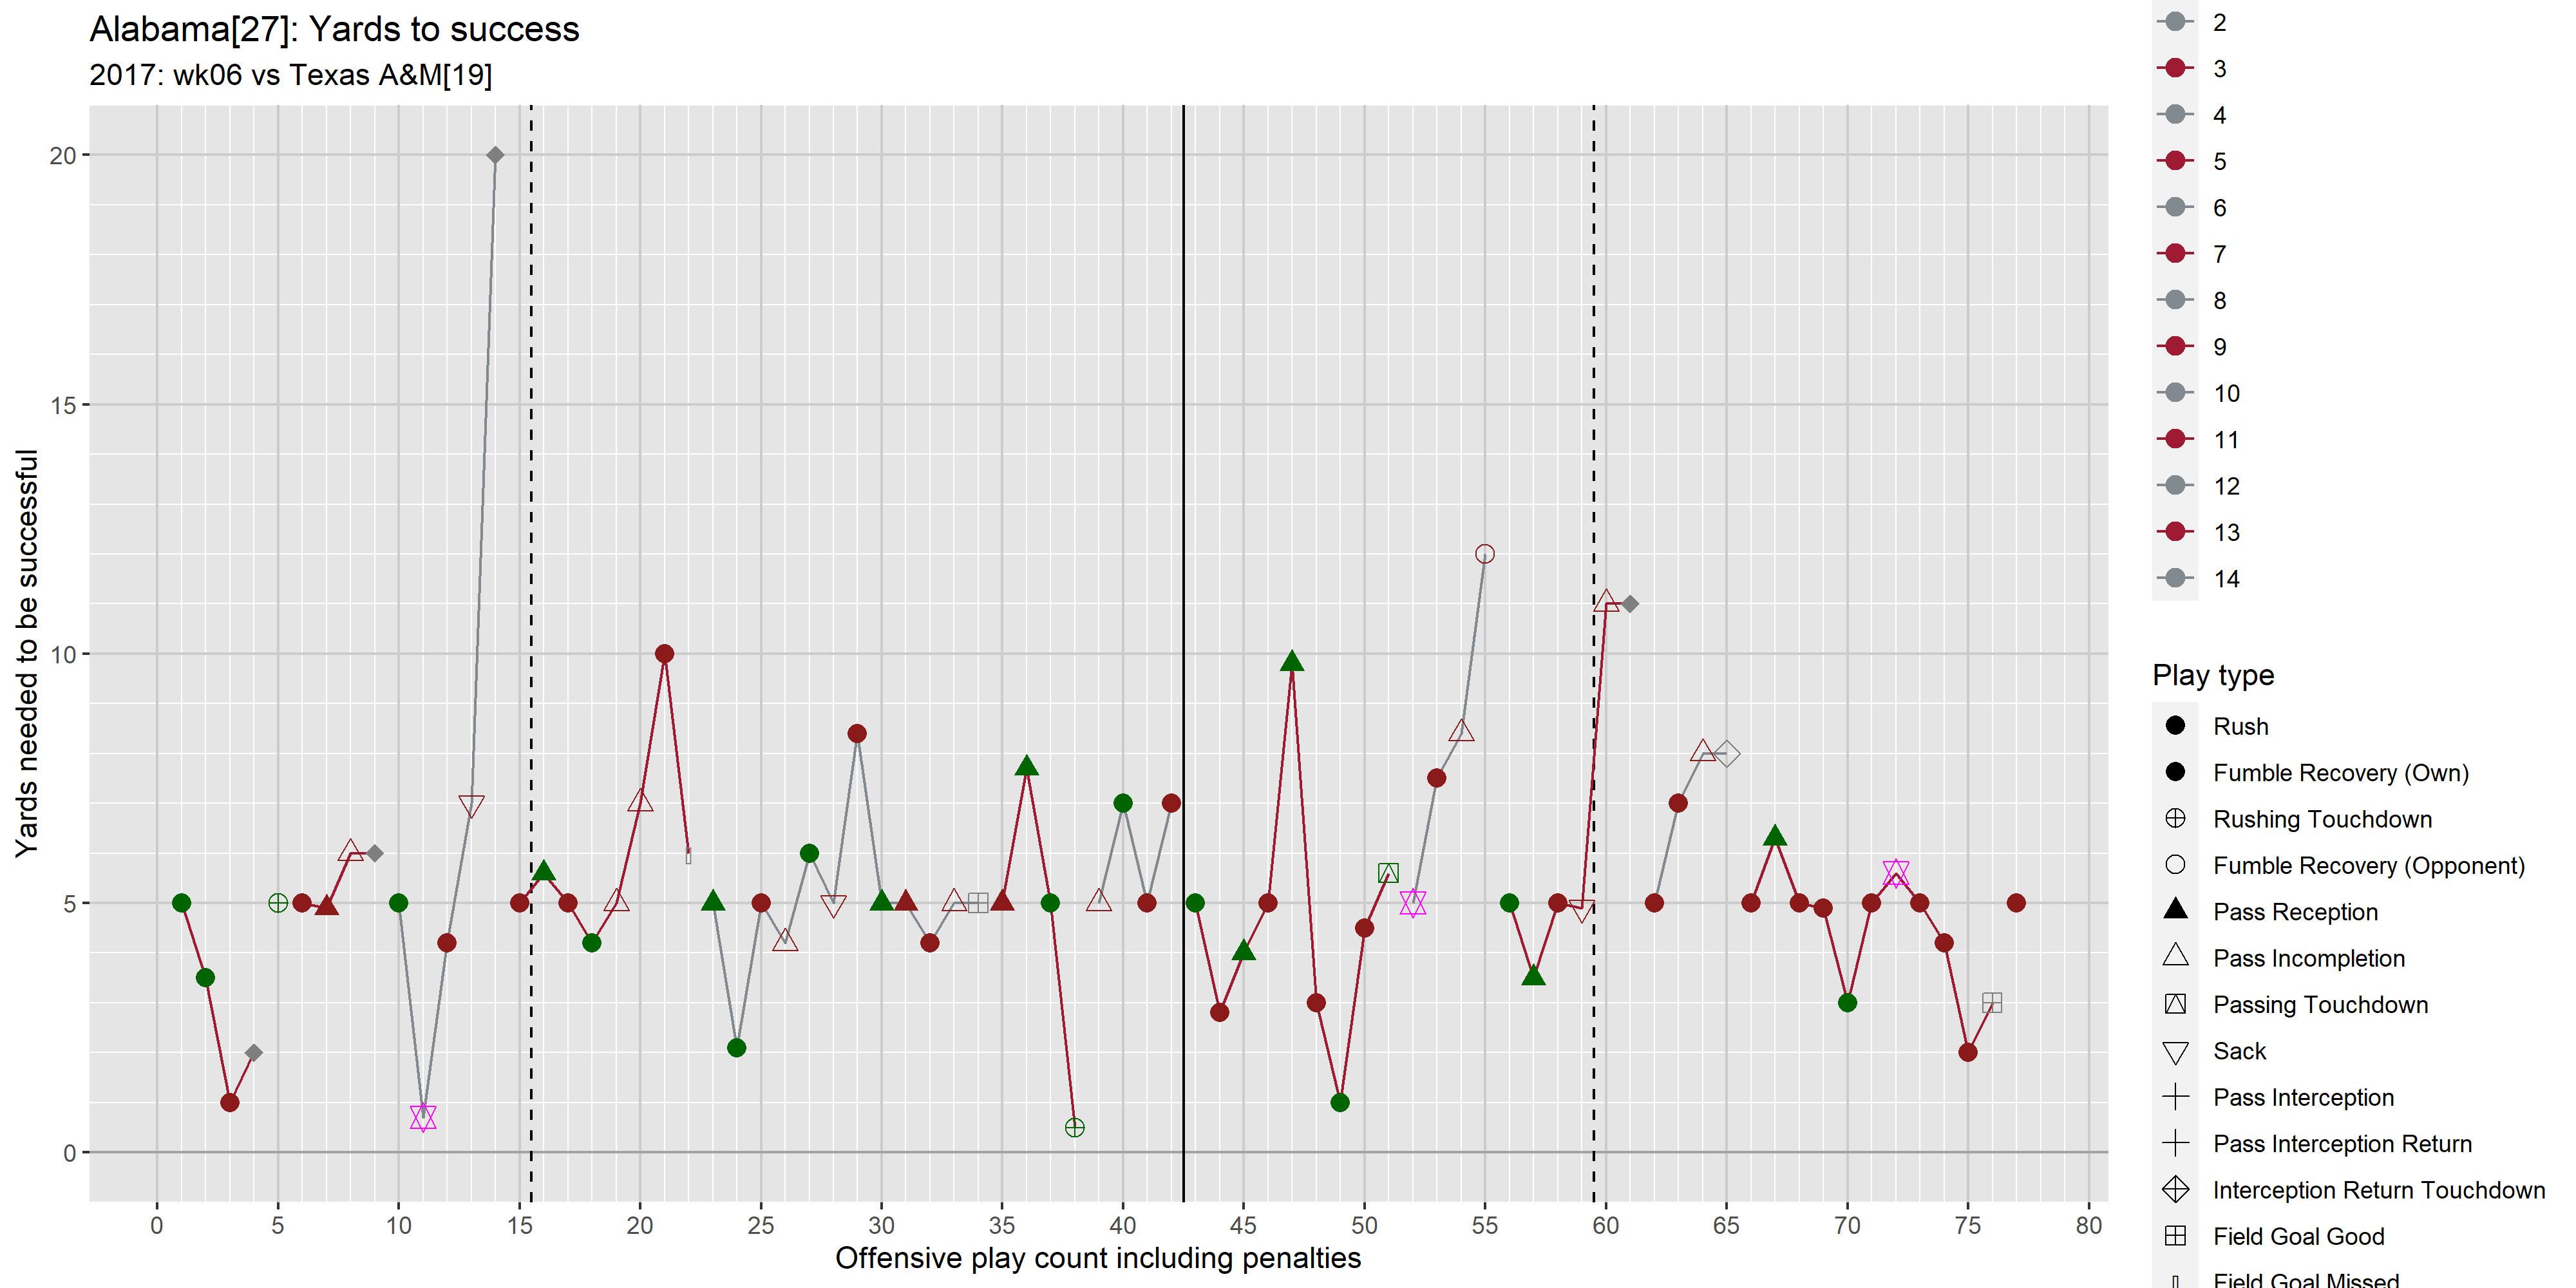 Alabama[27]: Yards to success
2017: wk06 vs Texas A&M[19]
Yards needed to be successful
20
15
10
5
0
0 5 10 15 20 25 30 35 40 45 50 55 60 65 70 75 80
Offensive play count including penalties
2
3
4
5
6
7
8
9
10
11
12
13
14
Play type
Rush
Fumble Recovery (Own)
Rushing Touchdown
Fumble Recovery (Opponent)
Pass Reception
Pass Incompletion
Passing Touchdown
Sack
Pass Interception
Pass Interception Return
Interception Return Touchdown
Field Goal Good
Field Goal Missed